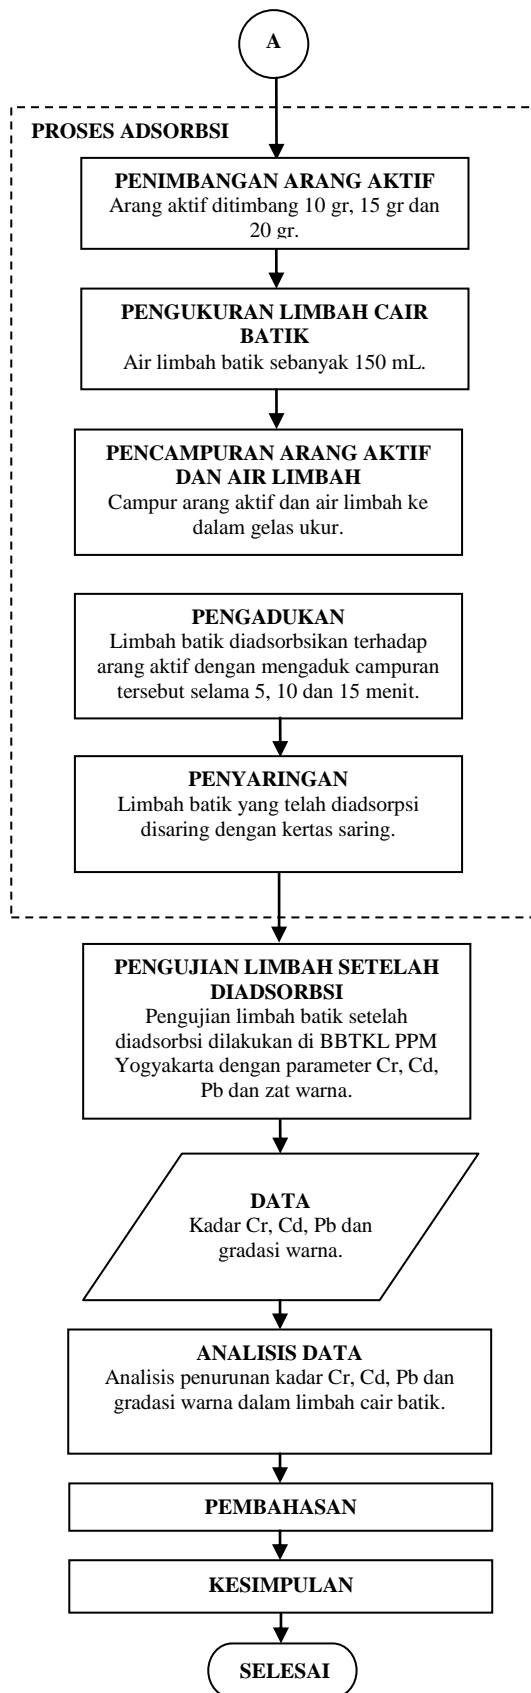 A
PROSES ADSORBSI
PENIMBANGAN ARANG AKTIF
Arang aktif ditimbang 10 gr, 15 gr dan
20 gr.
PENGUKURAN LIMBAH CAIR
BATIK
Air limbah batik sebanyak 150 mL.
PENCAMPURAN ARANG AKTIF
DAN AIR LIMBAH
Campur arang aktif dan air limbah ke
dalam gelas ukur.
PENGADUKAN
Limbah batik diadsorbsikan terhadap
arang aktif dengan mengaduk campuran
tersebut selama 5, 10 dan 15 menit.
PENYARINGAN
Limbah batik yang telah diadsorpsi
disaring dengan kertas saring.
PENGUJIAN LIMBAH SETELAH
DIADSORBSI
Pengujian limbah batik setelah
diadsorbsi dilakukan di BBTKL PPM
Yogyakarta dengan parameter Cr, Cd,
Pb dan zat warna.
DATA
Kadar Cr, Cd, Pb dan
gradasi warna.
ANALISIS DATA
Analisis penurunan kadar Cr, Cd, Pb dan
gradasi warna dalam limbah cair batik.
PEMBAHASAN
KESIMPULAN
SELESAI